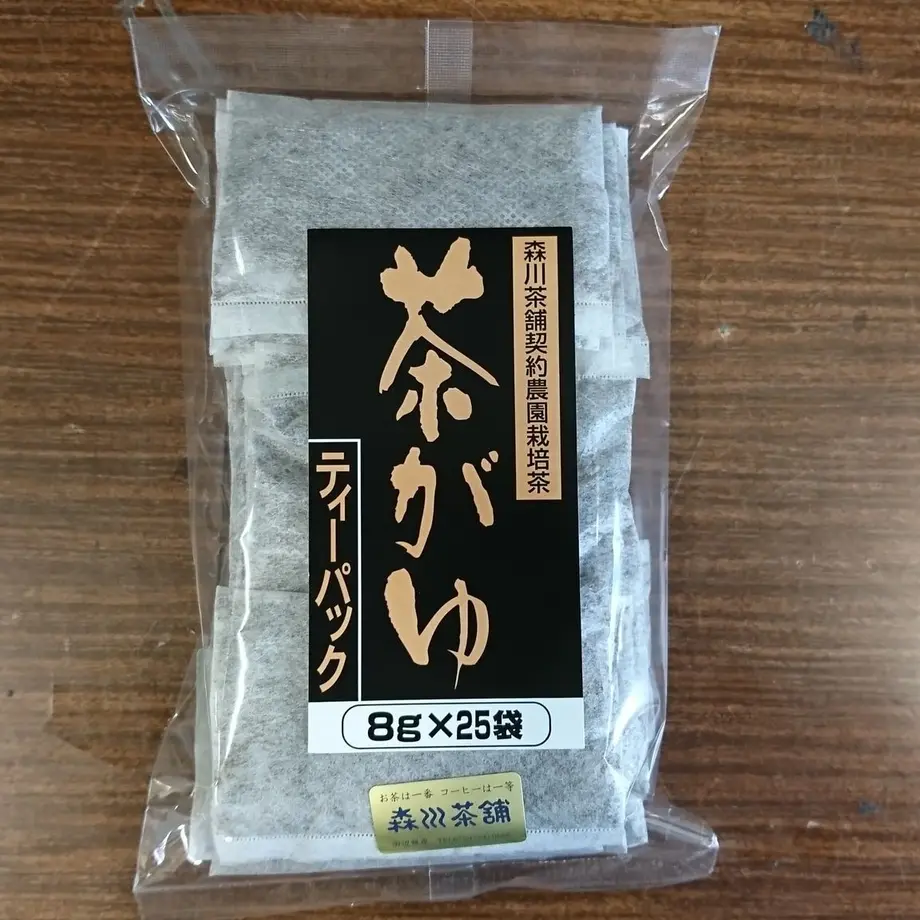 森川茶舗契約農園栽培茶
茶がゆ
ティーパック
8g×25袋
お茶は一番 コーヒーは一等
森川茶舗